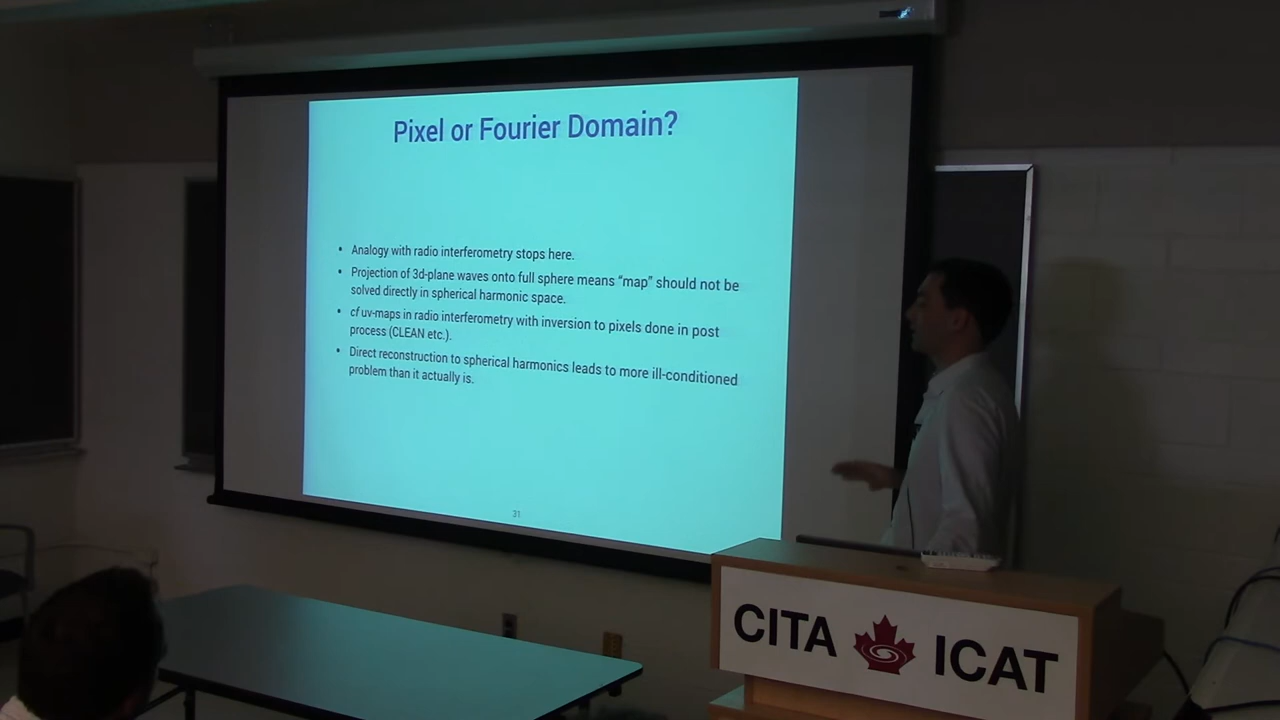 Pixel or Fourier Domain?
• Analogy with radio interferometry stops here.
• Projection of 3d-plane waves onto full sphere means “map” should not be
solved directly in spherical harmonic space.
• cf uv-maps in radio interferometry with inversion to pixels done in post
process (CLEAN etc.).
• Direct reconstruction to spherical harmonics leads to more ill-conditioned
problem than it actually is.
31
CITA ICAT